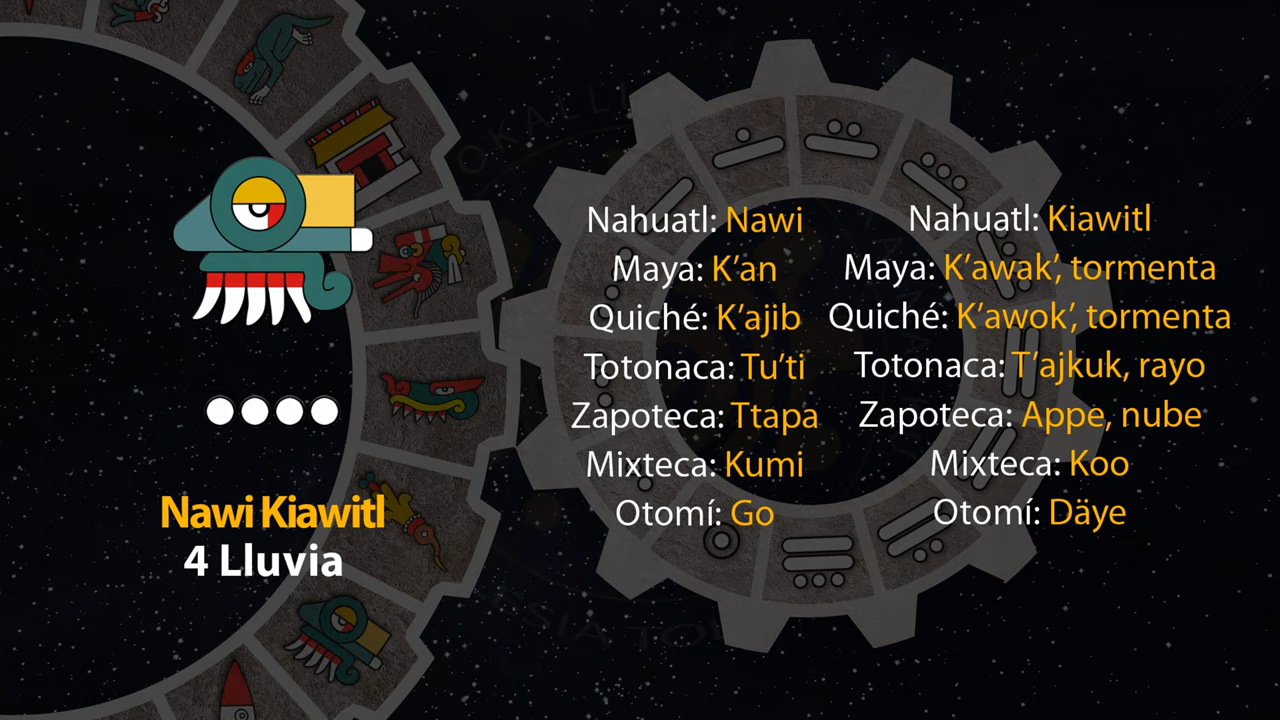 Nawi Kiawitl
4 Lluvia
Nahuatl: Nawi
Maya: K’an
Quiché: K’ajib
Totonaca: Tu’ti
Zapoteca: Ttapa
Mixteca: Kumi
Otomí: Go
Nahuatl: Kiawitl
Maya: K’awak’, tormenta
Quiché: K’awok’, tormenta
Totonaca: T’ajkuk, rayo
Zapoteca: Appe, nube
Mixteca: Koo
Otomí: Däye